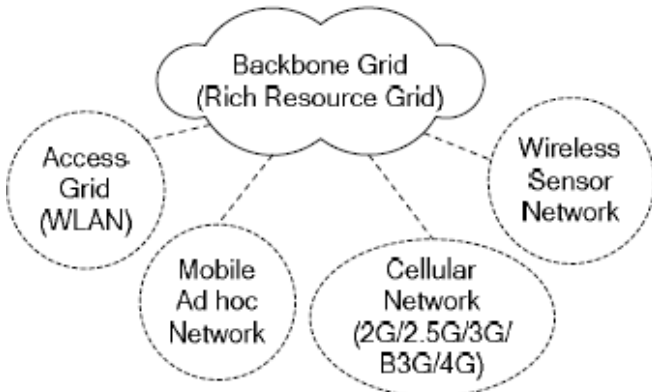 Backbone Grid
(Rich Resource Grid)
Access
Grid
(WLAN)
Mobile
Ad hoc
Network
Cellular
Network
(2G/2.5G/3G/
B3G/4G)
Wireless
Sensor
Network